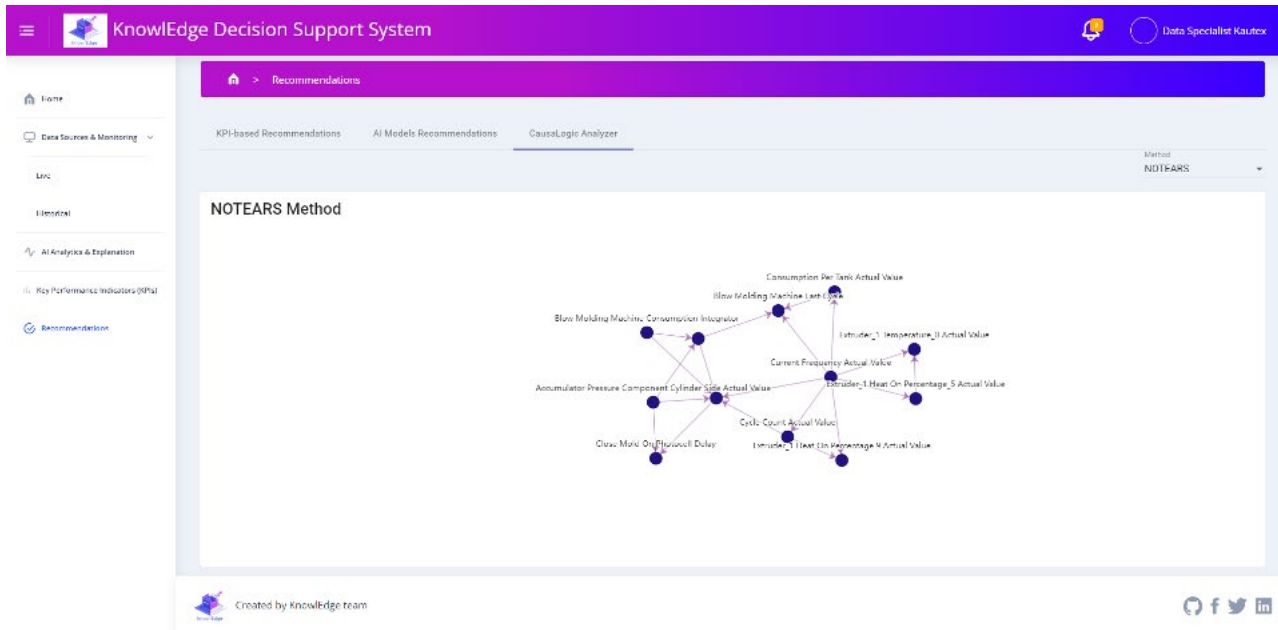 KnowlEdge Decision Support System
Data Specialist Kautex
Home
> Recommendations
Data Sources & Monitoring
KPI-based Recommendations
AI Models Recommendations
CausaLogic Analyzer
Method
NOTEARS
Live
Historical
AI Analytics & Explanation
Key Performance Indicators (KPIs)
Recommendations
NOTEARS Method
Consumption Per Tank Actual Value
Blow Molding Machine Last Cycle
Blow Molding Machine Consumption Integrator
Extruder_1 Temperature_8 Actual Value
Current Frequency Actual Value
Accumulator Pressure Component Cylinder Side Actual Value
Extruder_1 Heat On Percentage_5 Actual Value
Cycle Count Actual Value
Close Mold On Photocell Delay
Extruder_1 Heat On Percentage 9 Actual Value
Created by KnowlEdge team